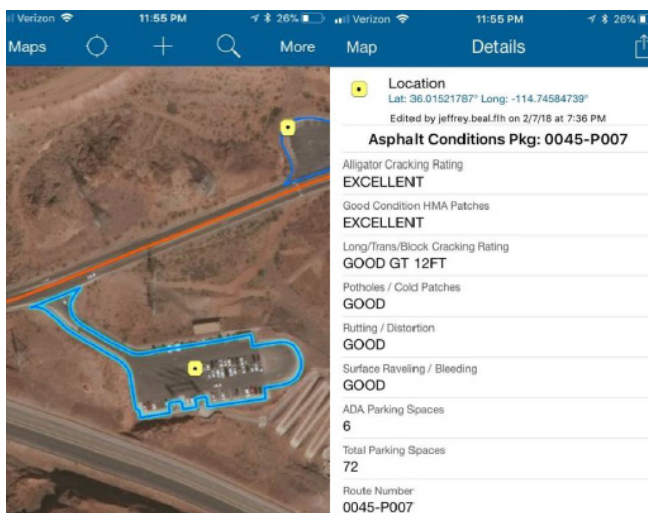 Verizon 11:55 PM 26%
Maps More
Verizon 11:55 PM 26%
Map Details
Location
Lat: 36.01521787° Long: -114.74584739°
Edited by jeffrey.beal.flh on 2/7/18 at 7:36 PM
Asphalt Conditions Pkg: 0045-P007
Alligator Cracking Rating
EXCELLENT
Good Condition HMA Patches
EXCELLENT
Long/Trans/Block Cracking Rating
GOOD GT 12FT
Potholes / Cold Patches
GOOD
Rutting / Distortion
GOOD
Surface Raveling / Bleeding
GOOD
ADA Parking Spaces
6
Total Parking Spaces
72
Route Number
0045-P007